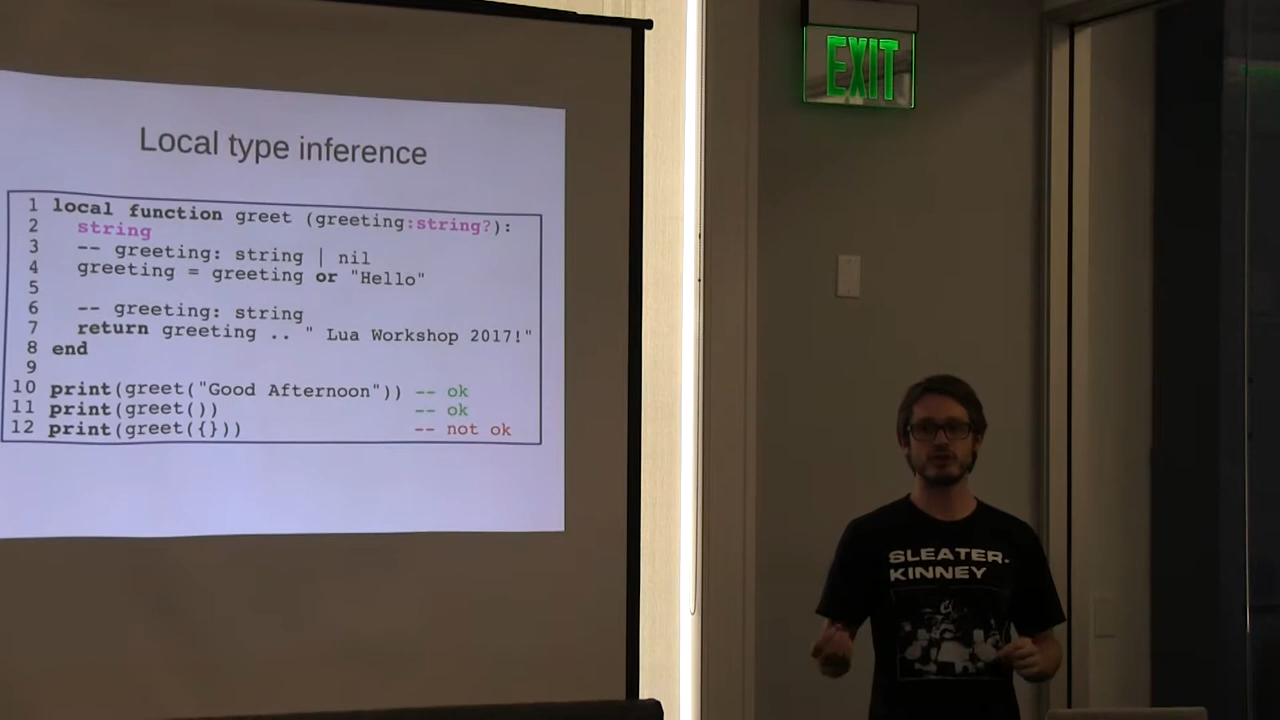 Local type inference
1 local function greet (greeting:string?):
2   string
3   -- greeting: string | nil
4   greeting = greeting or "Hello"
5
6   -- greeting: string
7   return greeting .. " Lua Workshop 2017!"
8 end
9
10 print(greet("Good Afternoon")) -- ok
11 print(greet())                 -- ok
12 print(greet({}))               -- not ok
EXIT
SLEATER-
KINNEY